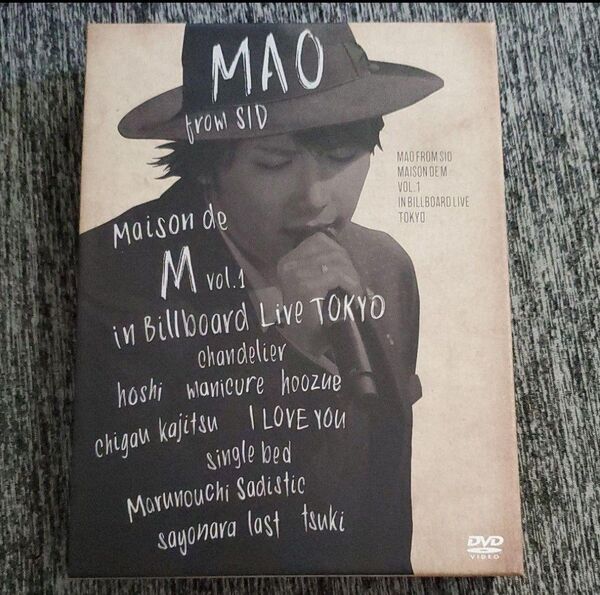 MAO
from SID
MAO FROM SID
MAISON DE M
VOL.1
IN BILLBOARD LIVE
TOKYO
Maison de
M vol.1
in Billboard Live TOKYO
chandelier
hoshi manicure hoozue
chigau kajitsu I LOVE YOU
single bed
Marunouchi Sadistic
sayonara last tsuki
DVD
VIDEO